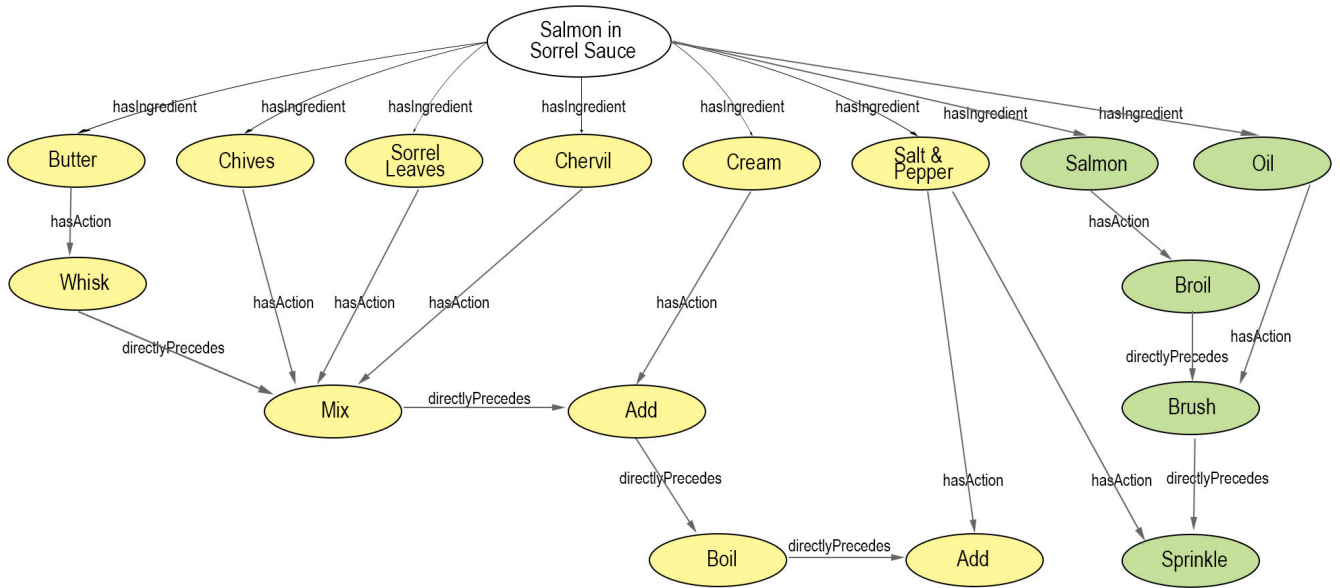 Salmon in
Sorrel Sauce
hasIngredient
hasIngredient
hasIngredient
hasIngredient
hasIngredient
hasIngredient
hasIngredient
hasIngredient
Butter
Chives
Sorrel
Leaves
Chervil
Cream
Salt &
Pepper
Salmon
Oil
hasAction
hasAction
Whisk
Broil
hasAction
hasAction
hasAction
hasAction
hasAction
directlyPrecedes
directlyPrecedes
Mix
directlyPrecedes
Add
Brush
directlyPrecedes
hasAction
hasAction
directlyPrecedes
Boil
directlyPrecedes
Add
Sprinkle